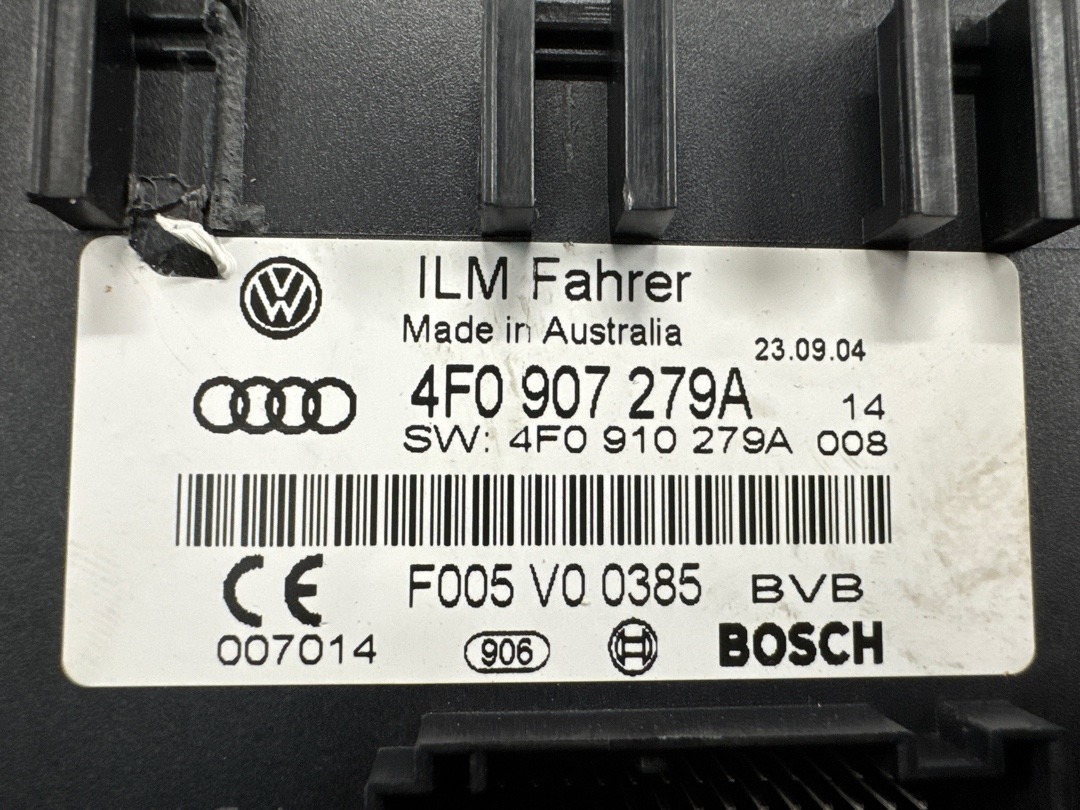 ILM Fahrer
Made in Australia
23.09.04
4F0 907 279A 14
SW: 4F0 910 279A 008
CE F005 V0 0385 BVB
007014 906 BOSCH